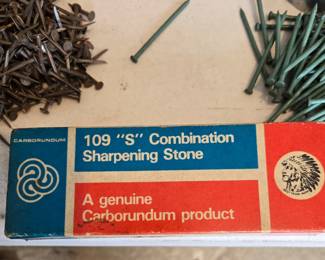 CARBORUNDUM
109 "S" Combination
Sharpening Stone
A genuine
Carborundum product